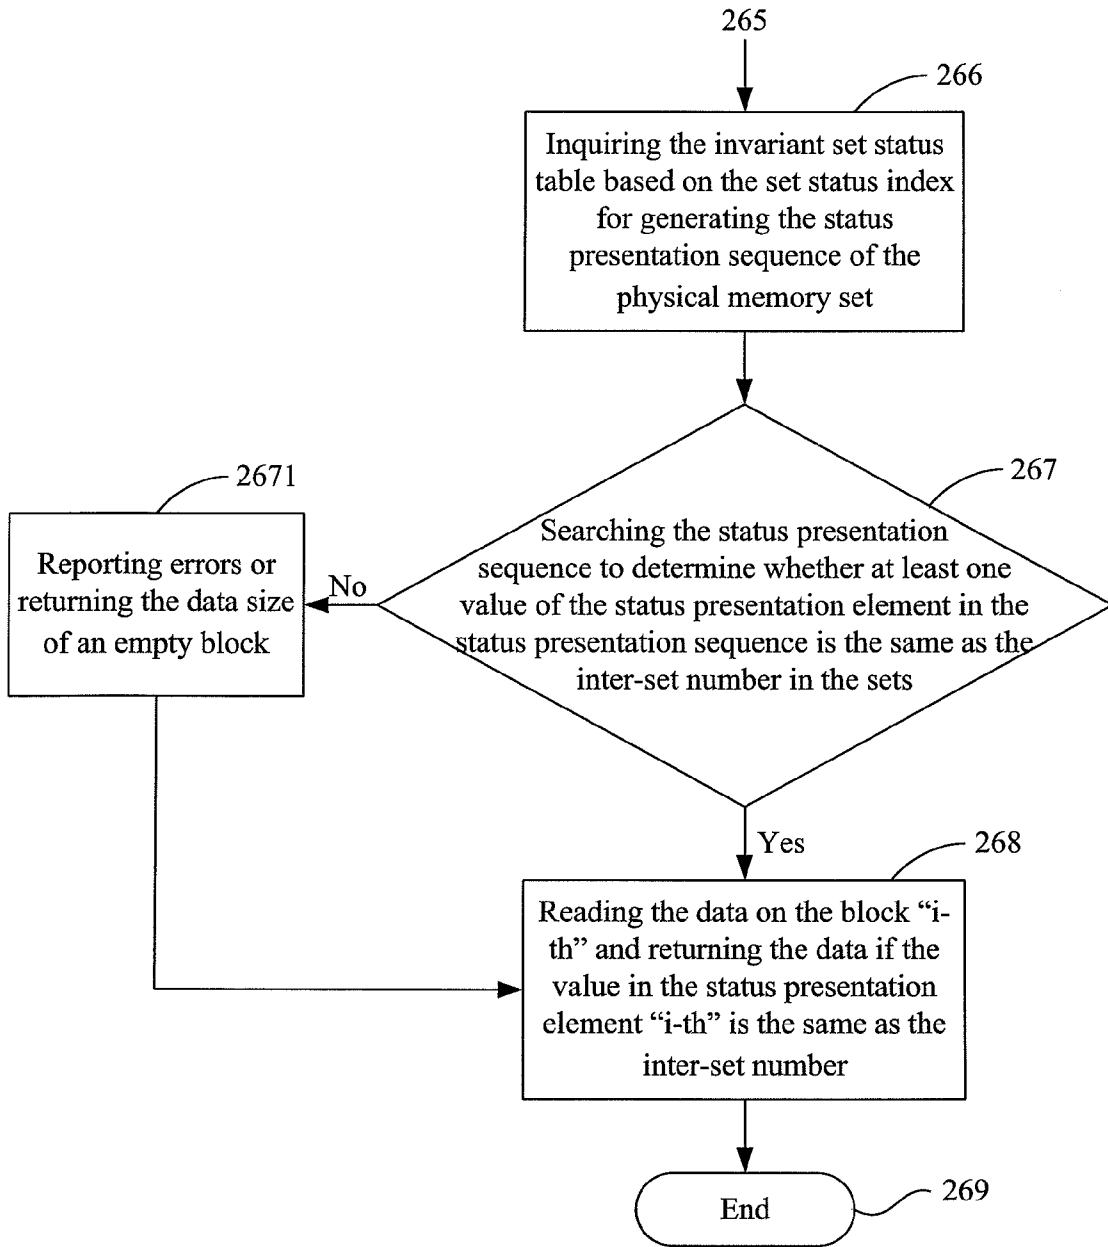 265
266
Inquiring the invariant set status
table based on the set status index
for generating the status
presentation sequence of the
physical memory set
267
Searching the status presentation
sequence to determine whether at least one
value of the status presentation element in the
status presentation sequence is the same as the
inter-set number in the sets
2671
Reporting errors or
returning the data size
of an empty block
No
Yes
268
Reading the data on the block “i-
th” and returning the data if the
value in the status presentation
element “i-th” is the same as the
inter-set number
End
269